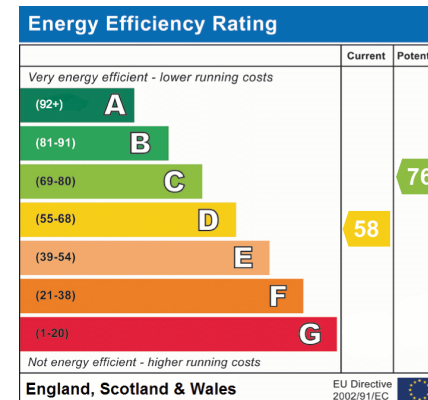 Energy Efficiency Rating
Current Potent
Very energy efficient - lower running costs
(92+) A
(81-91) B
(69-80) C
76
(55-68) D
58
(39-54) E
(21-38) F
(1-20) G
Not energy efficient - higher running costs
England, Scotland & Wales
EU Directive
2002/91/EC